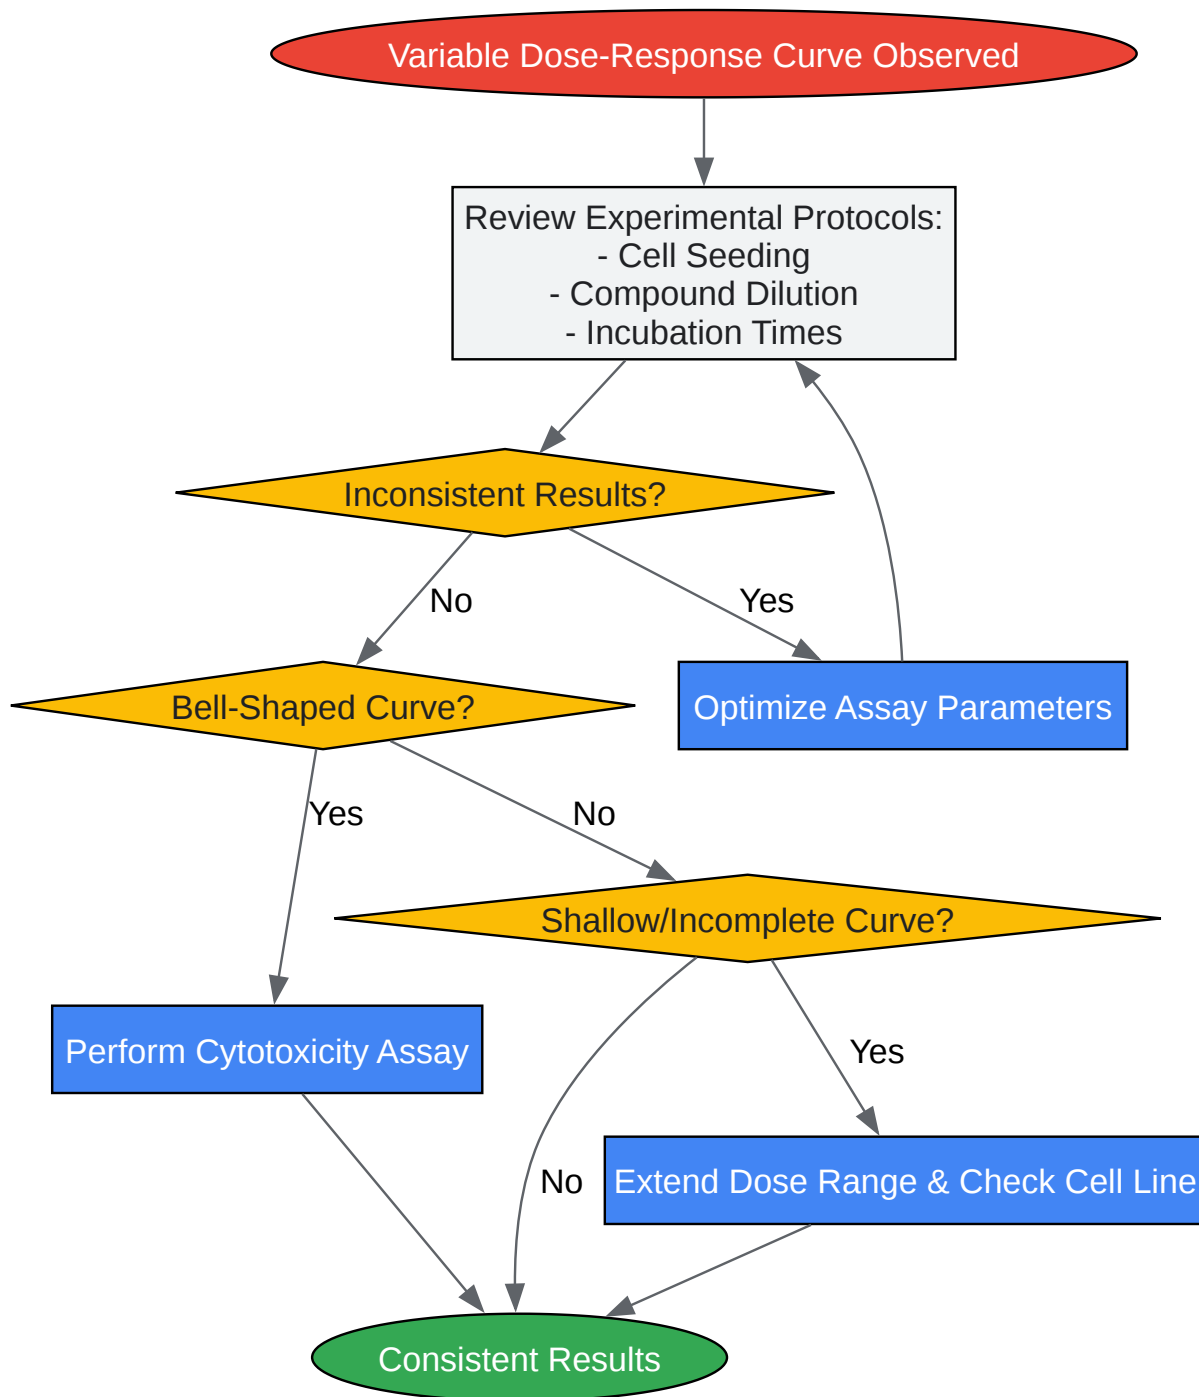 Variable Dose-Response Curve Observed
Review Experimental Protocols:
- Cell Seeding
- Compound Dilution
- Incubation Times
Inconsistent Results?
No
Yes
Bell-Shaped Curve?
Optimize Assay Parameters
Yes
No
Shallow/Incomplete Curve?
Perform Cytotoxicity Assay
Yes
No
Extend Dose Range & Check Cell Line
Consistent Results